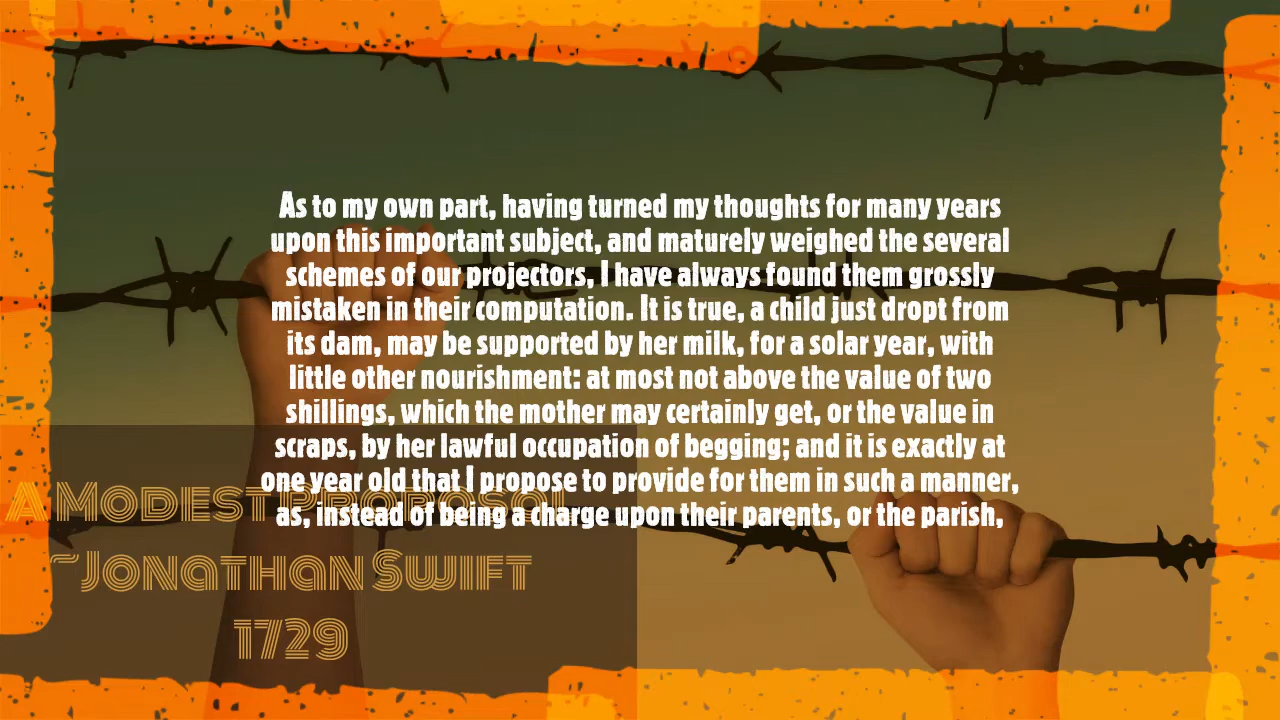 As to my own part, having turned my thoughts for many years
upon this important subject, and maturely weighed the several
schemes of our projectors, I have always found them grossly
mistaken in their computation. It is true, a child just dropt from
its dam, may be supported by her milk, for a solar year, with
little other nourishment: at most not above the value of two
shillings, which the mother may certainly get, or the value in
scraps, by her lawful occupation of begging; and it is exactly at
one year old that I propose to provide for them in such a manner,
as, instead of being a charge upon their parents, or the parish,
A Modest Proposal
~Jonathan Swift
1729